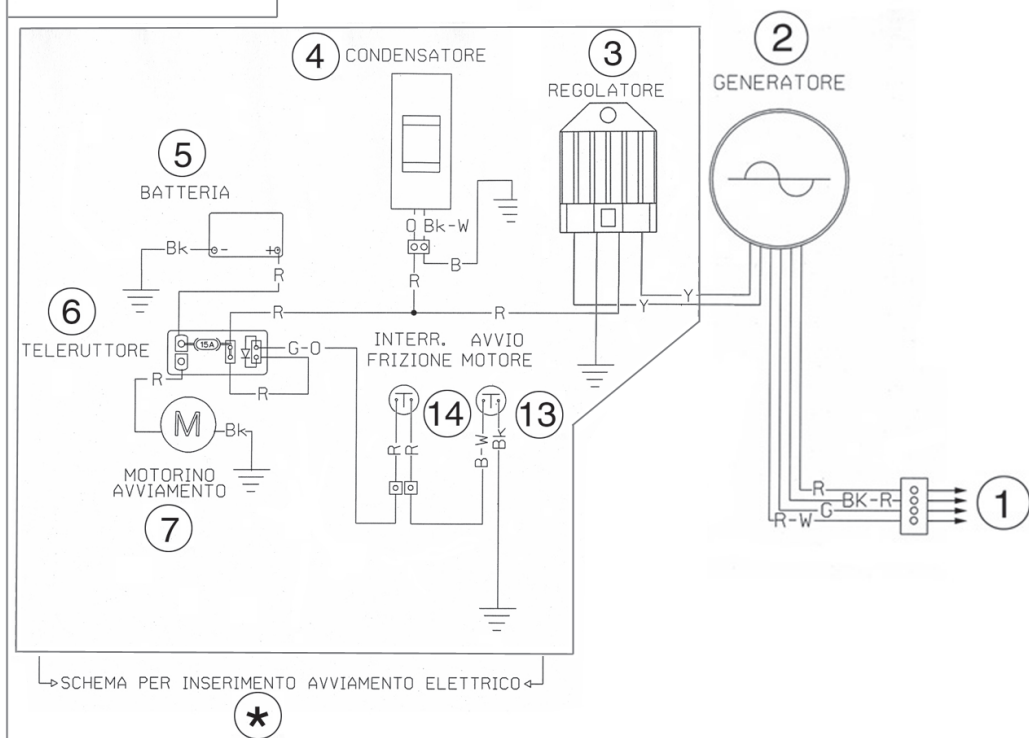 4
CONDENSATORE
3
REGOLATORE
2
GENERATORE
5
BATTERIA
Bk
-
+
R
O
Bk-W
B
R
Y
Y
6
TELERUTTORE
R
R
15A
G-O
R
INTERR.
FRIZIONE
AVVIO
MOTORE
R
M
Bk
MOTORINO
AVVIAMENTO
7
14
13
R
R
B-W
Bk
R
BK-R
G
R-W
1
SCHEMA PER INSERIMENTO AVVIAMENTO ELETTRICO
*